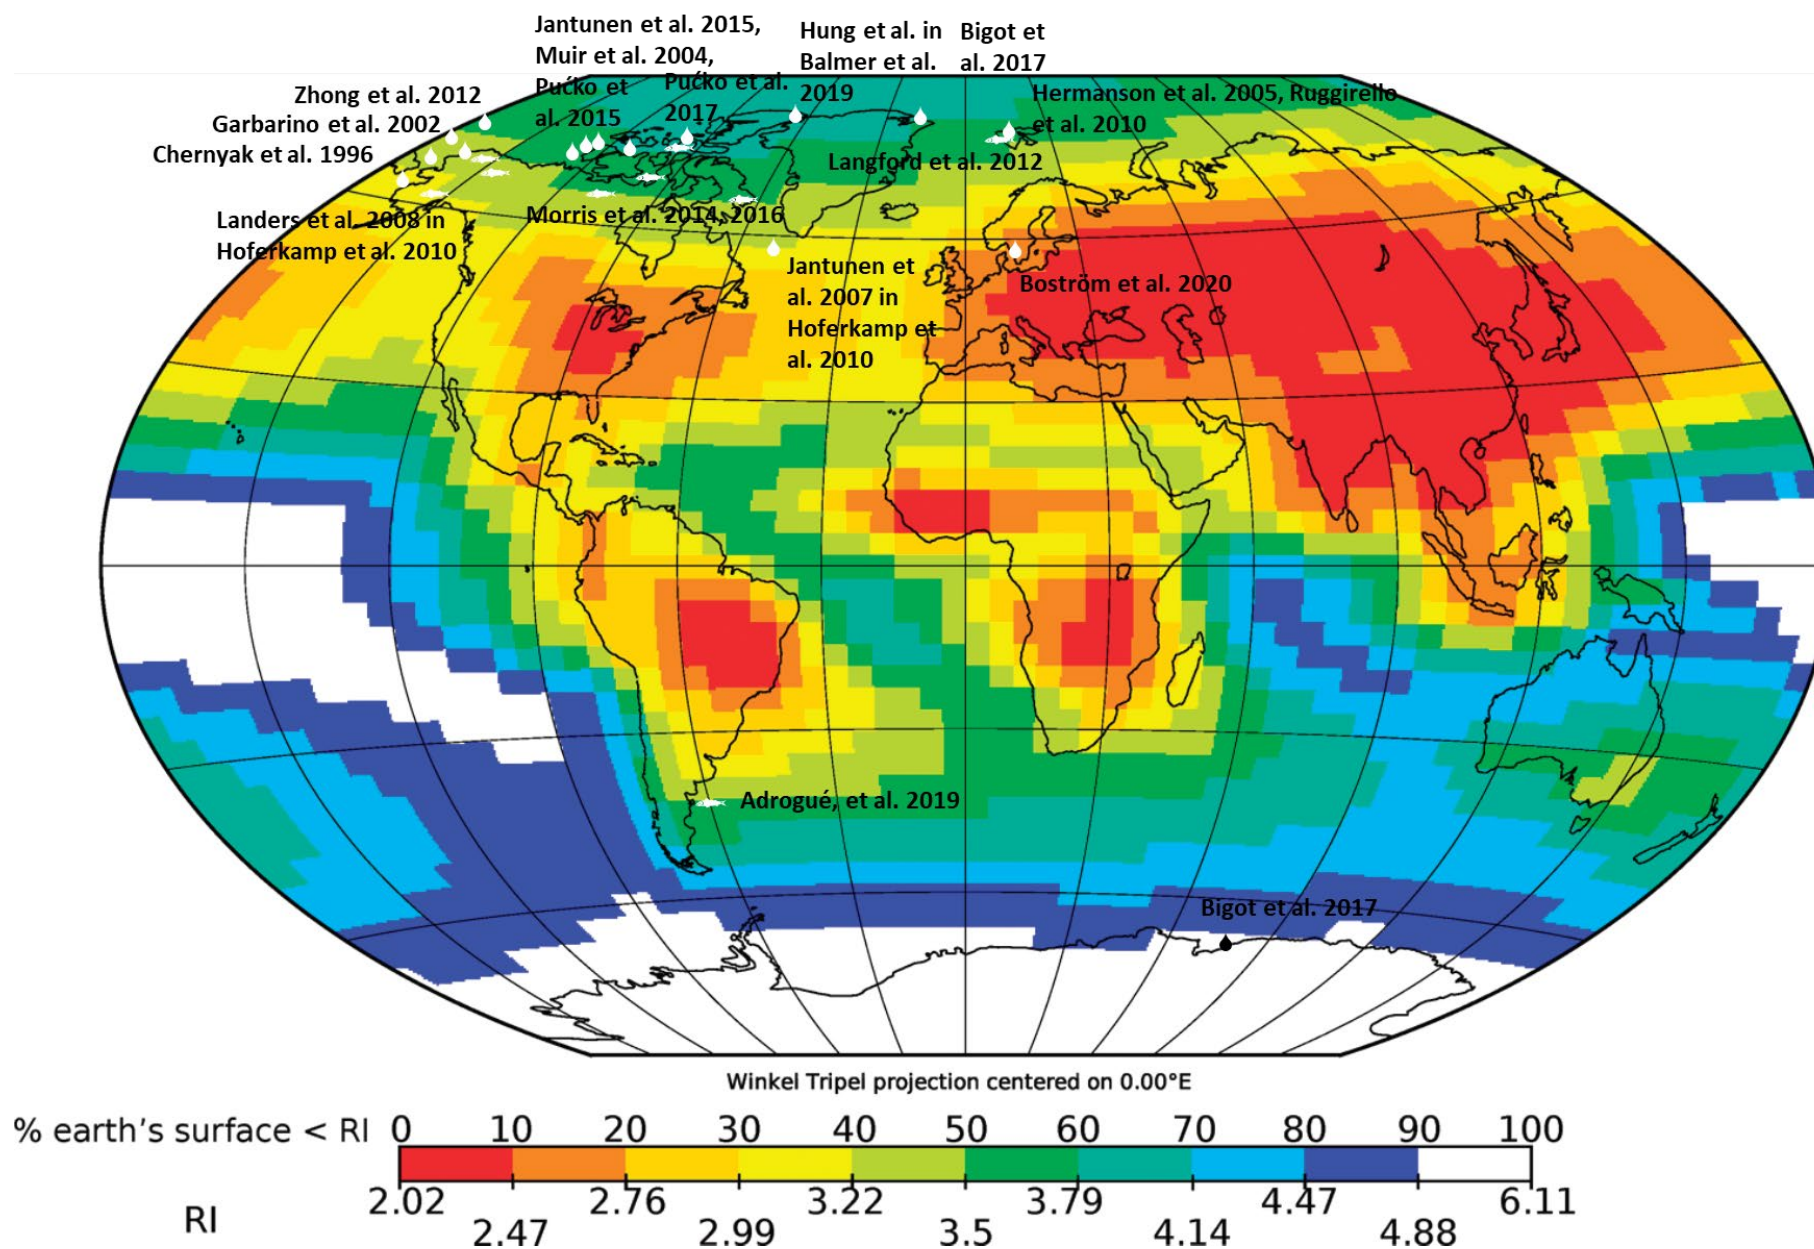 Jantunen et al. 2015,
Muir et al. 2004,
Pućko et
al. 2015
Pućko et al.
2017
Hung et al. in
Balmer et al.
2019
Bigot et
al. 2017
Zhong et al. 2012
Garbarino et al. 2002
Chernyak et al. 1996
Hermanson et al. 2005, Ruggirello
et al. 2010
Langford et al. 2012
Landers et al. 2008 in
Hoferkamp et al. 2010
Morris et al. 2014, 2016
Jantunen et
al. 2007 in
Hoferkamp et
al. 2010
Boström et al. 2020
Adrogué, et al. 2019
Bigot et al. 2017
Winkel Tripel projection centered on 0.00°E
% earth's surface < RI 0 10 20 30 40 50 60 70 80 90 100
2.02 2.76 3.22 3.79 4.47 6.11
RI 2.47 2.99 3.5 4.14 4.88